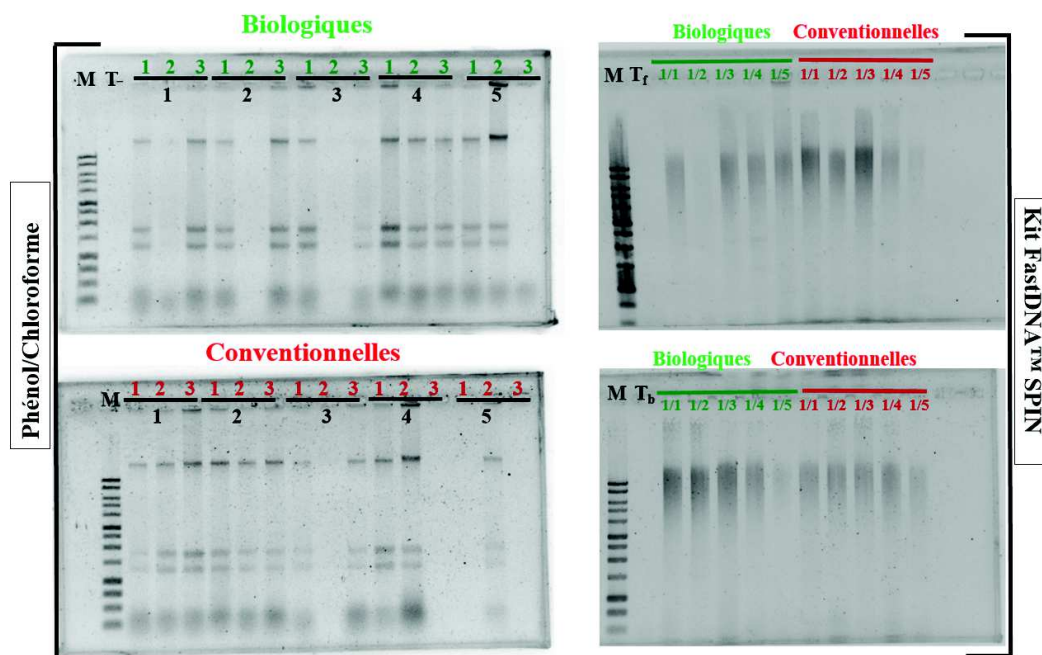 Biologiques
M T- 1 2 3 1 2 3 1 2 3 1 2 3 1 2 3
1 2 3 4 5
Conventionnelles
M 1 2 3 1 2 3 1 2 3 1 2 3 1 2 3
1 2 3 4 5
Phénol/Chloroforme
Biologiques Conventionnelles
M Tf 1/1 1/2 1/3 1/4 1/5 1/1 1/2 1/3 1/4 1/5
Biologiques Conventionnelles
M Tb 1/1 1/2 1/3 1/4 1/5 1/1 1/2 1/3 1/4 1/5
Kit FastDNA™ SPIN